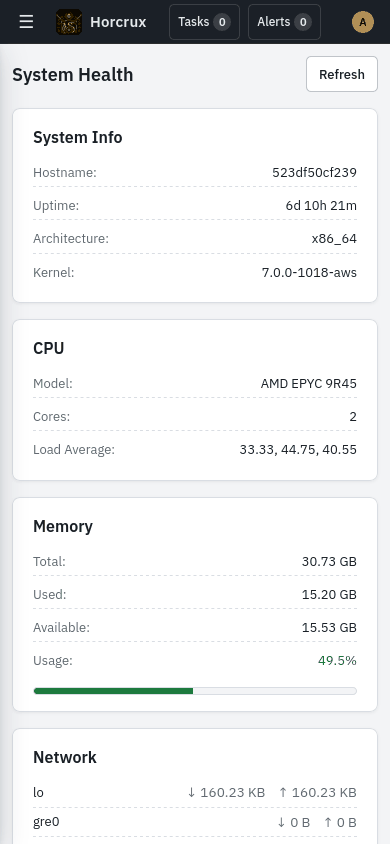 ☰ Horcrux Tasks 0 Alerts 0 A
System Health Refresh
System Info
Hostname: 523df50cf239
Uptime: 6d 10h 21m
Architecture: x86_64
Kernel: 7.0.0-1018-aws
CPU
Model: AMD EPYC 9R45
Cores: 2
Load Average: 33.33, 44.75, 40.55
Memory
Total: 30.73 GB
Used: 15.20 GB
Available: 15.53 GB
Usage: 49.5%
Network
lo ↓ 160.23 KB ↑ 160.23 KB
gre0 ↓ 0 B ↑ 0 B